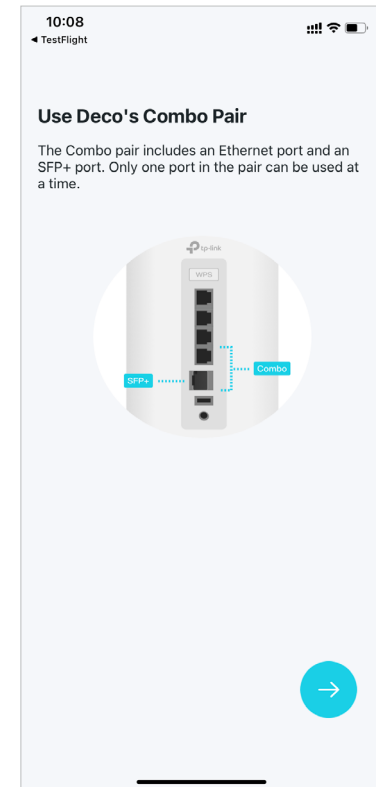 10:08
◀ TestFlight
Use Deco's Combo Pair
The Combo pair includes an Ethernet port and an
SFP+ port. Only one port in the pair can be used at
a time.
tp-link
WPS
Combo
SFP+